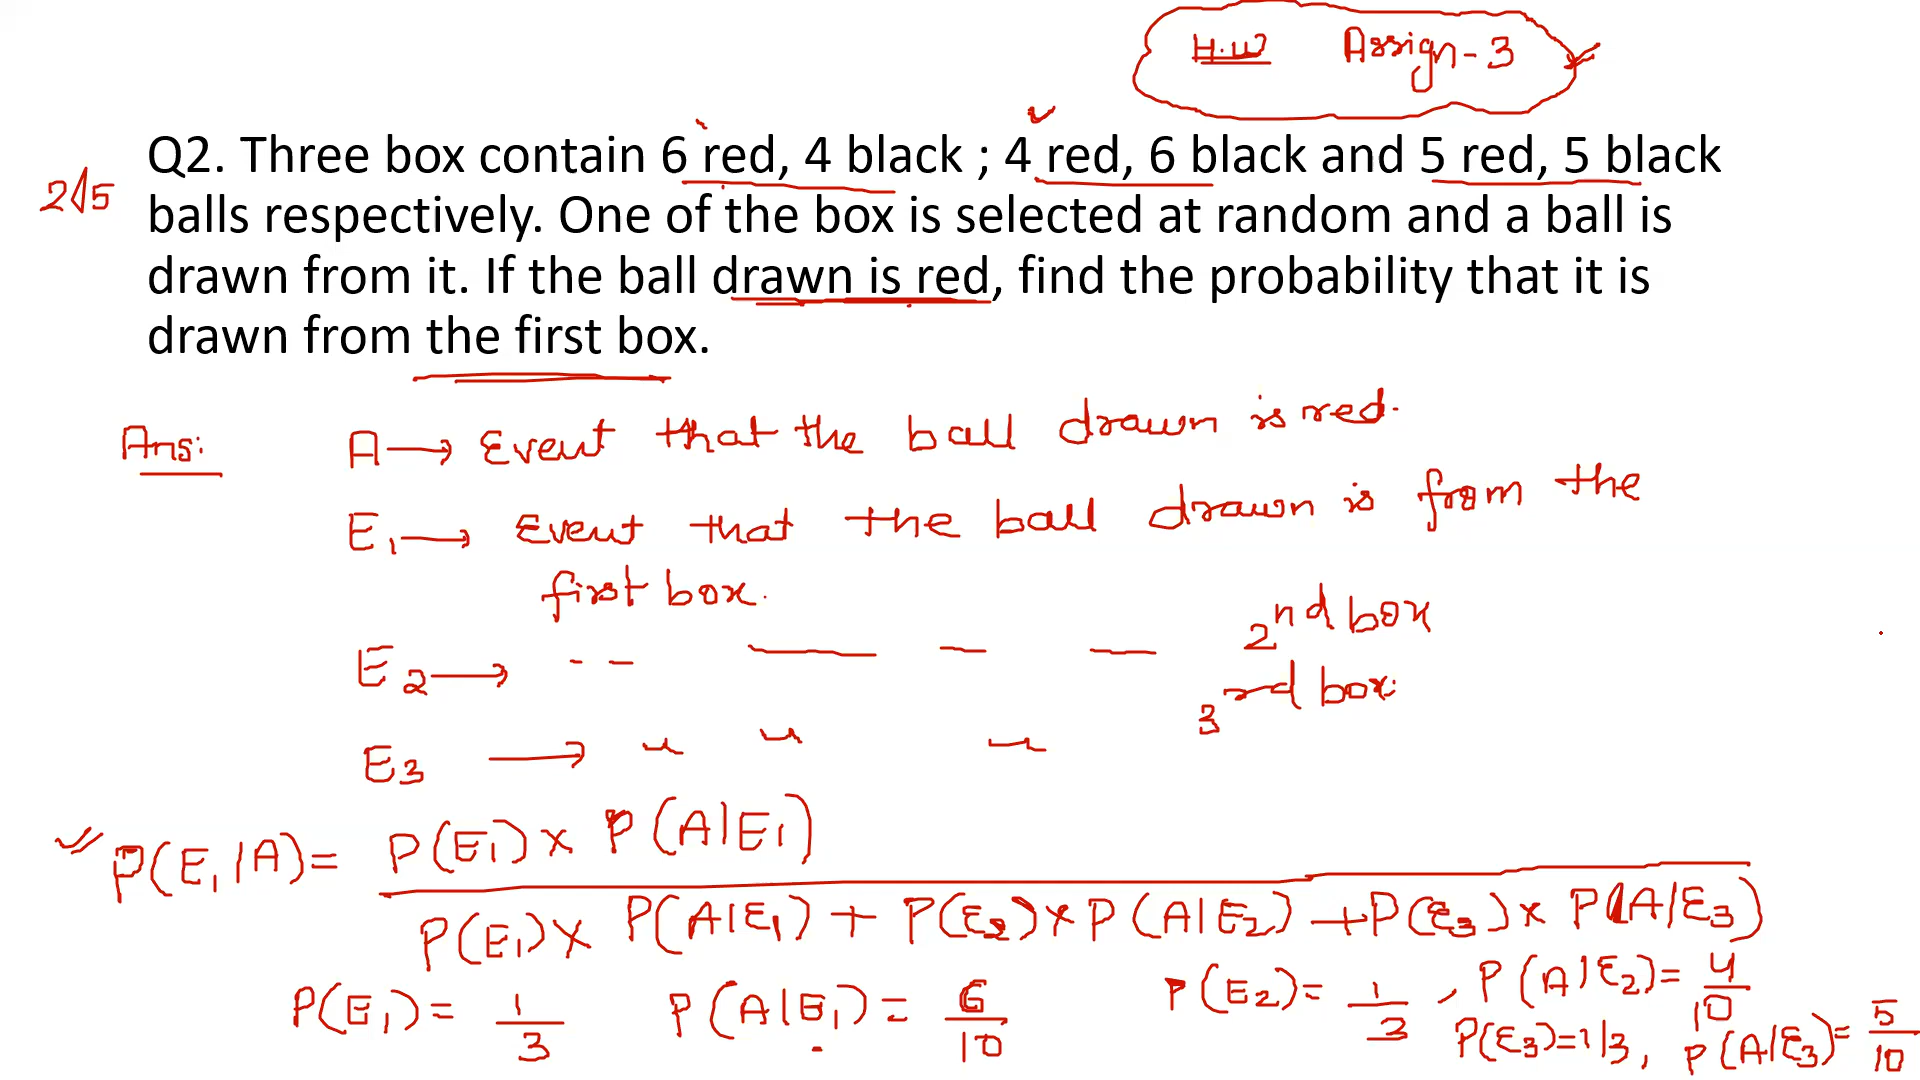 H.W Assign-3
Q2. Three box contain 6 red, 4 black ; 4 red, 6 black and 5 red, 5 black
balls respectively. One of the box is selected at random and a ball is
drawn from it. If the ball drawn is red, find the probability that it is
drawn from the first box.
2/5
Ans: A → Event that the ball drawn is red.
E₁ → Event that the ball drawn is from the
first box.
E₂ → -- — — — 2nd box
E₃ → 〃 〃 〃 3rd box.
P(E₁|A) = P(E₁) × P(A|E₁)
P(E₁) × P(A|E₁) + P(E₂) × P(A|E₂) + P(E₃) × P(A|E₃)
P(E₁) = 1/3 P(A|E₁) = 6/10 P(E₂) = 1/3 , P(A|E₂) = 4/10
P(E₃) = 1/3, P(A|E₃) = 5/10